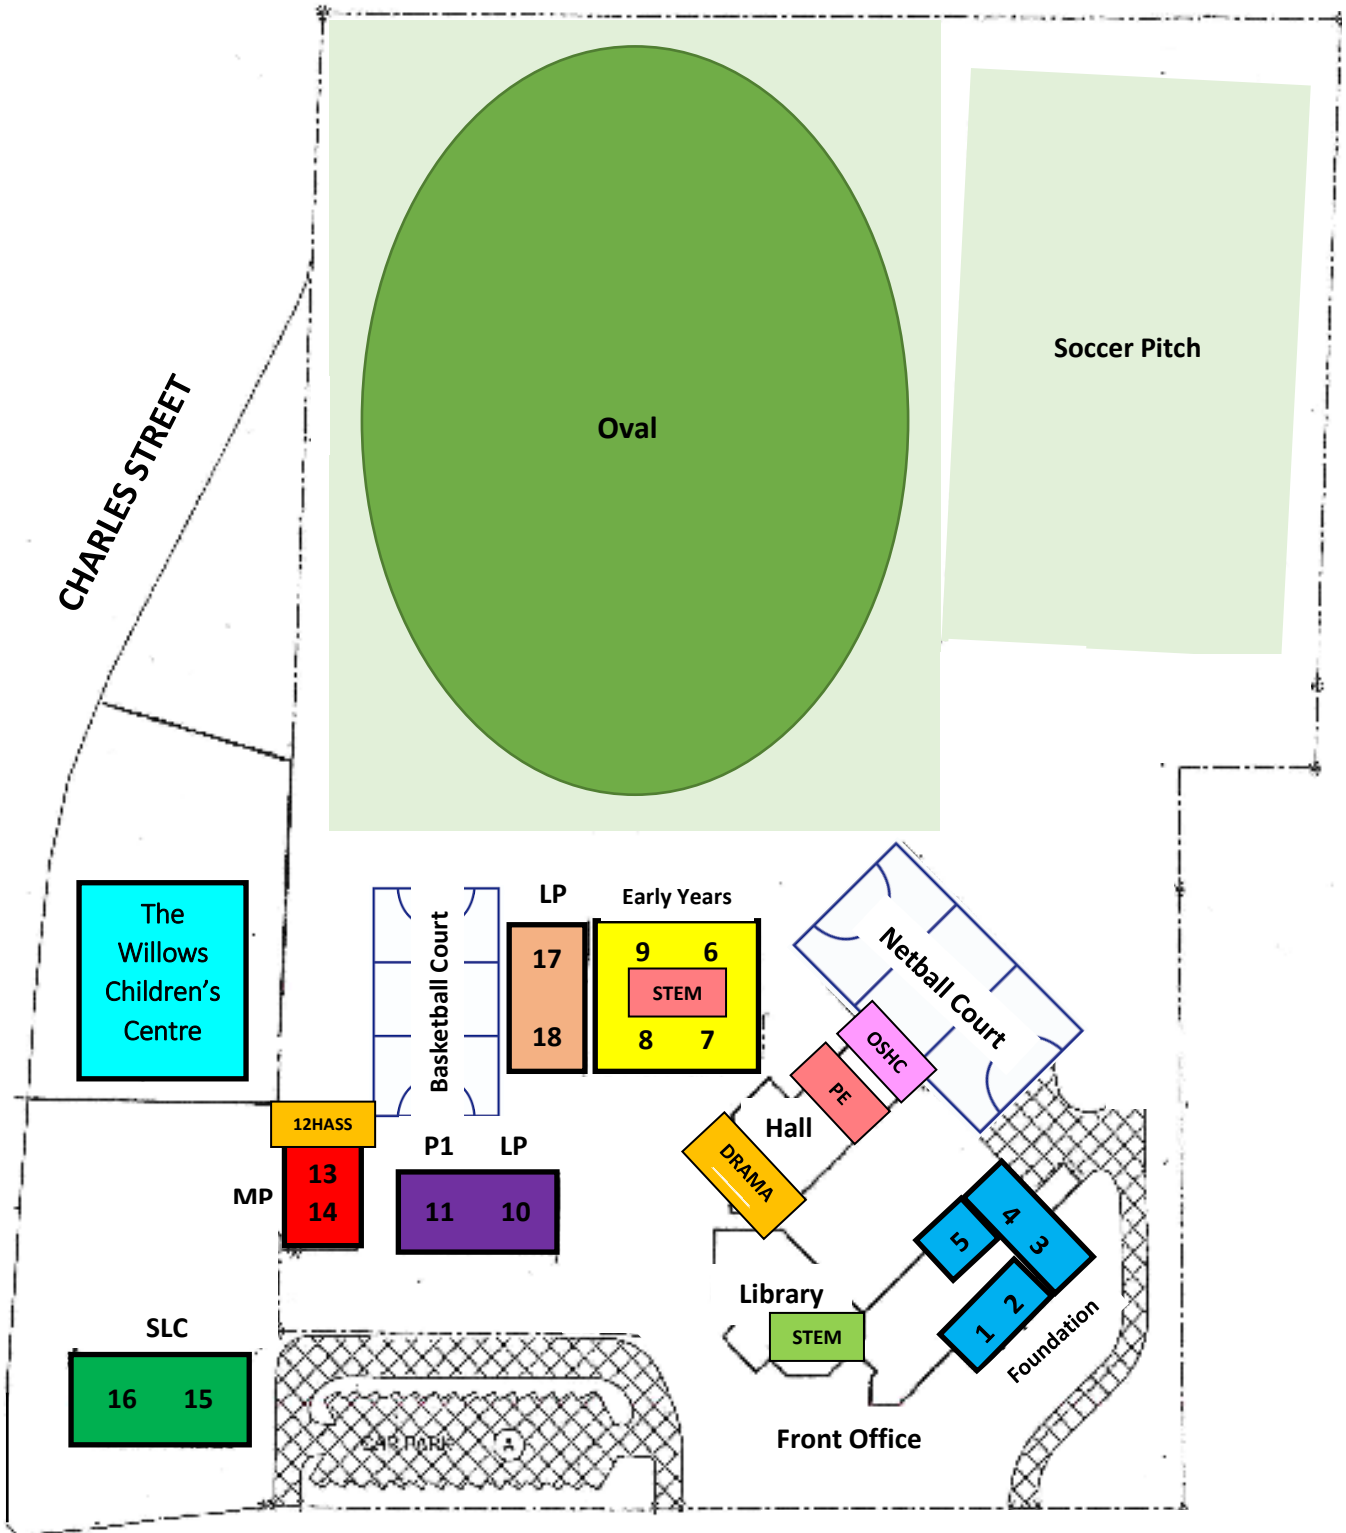 Oval
Soccer Pitch
CHARLES STREET
The
Willows
Children's
Centre
Basketball Court
LP
17
18
Early Years
9 6
STEM
8 7
Netball Court
OSHC
PE
Hall
DRAMA
12HASS
13
MP
14
P1 LP
11 10
4
3
5
2
1
Foundation
Library
STEM
SLC
16 15
CAR PARK A
Front Office